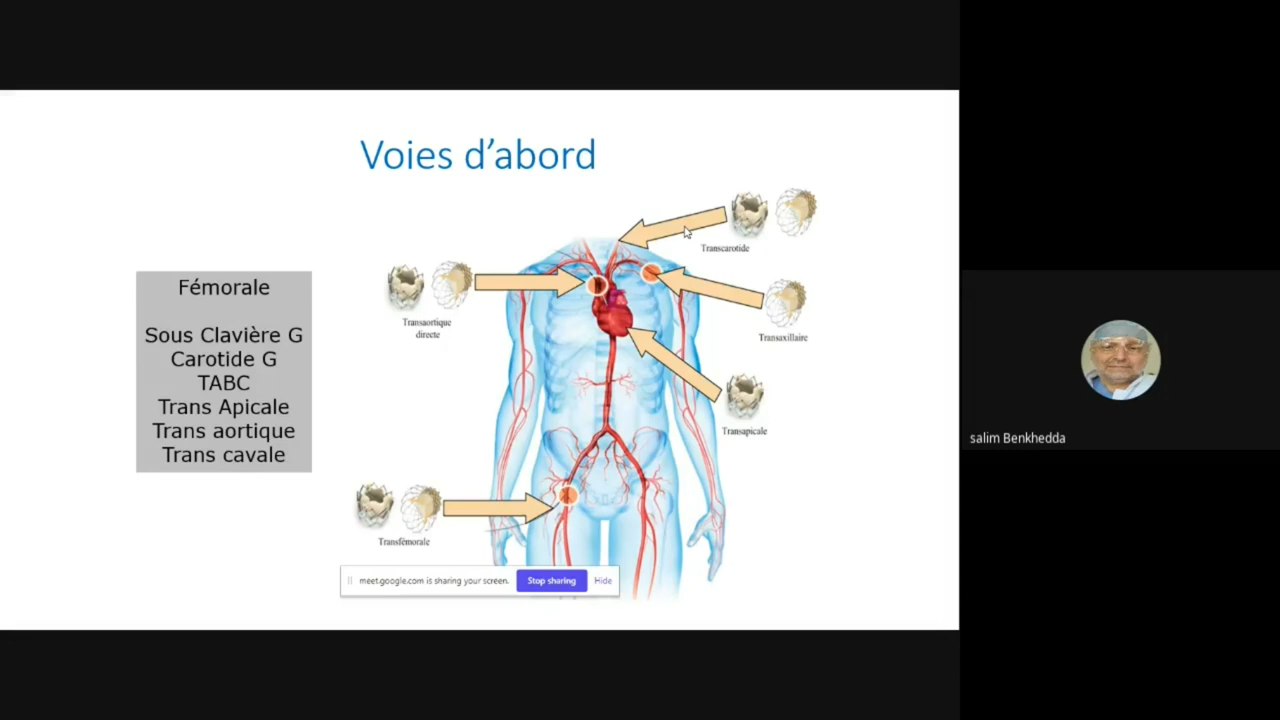 Voies d'abord
Transcarotide
Fémorale
Sous Clavière G
Carotide G
TABC
Trans Apicale
Trans aortique
Trans cavale
Transaortique
directe
Transaxillaire
Transapicale
Transfémorale
meet.google.com is sharing your screen.
Stop sharing
Hide
salim Benkhedda